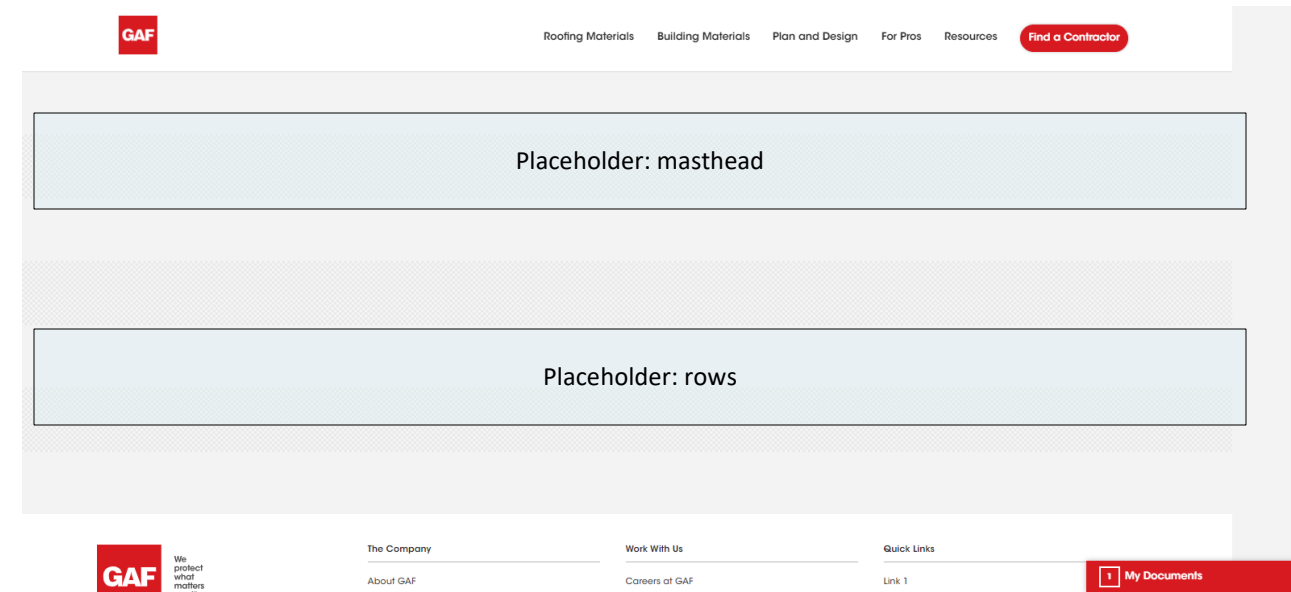 GAF
Roofing Materials Building Materials Plan and Design For Pros Resources Find a Contractor
Placeholder: masthead
Placeholder: rows
GAF
We
protect
what
matters
The Company
About GAF
Work With Us
Careers at GAF
Quick Links
Link 1
1 My Documents